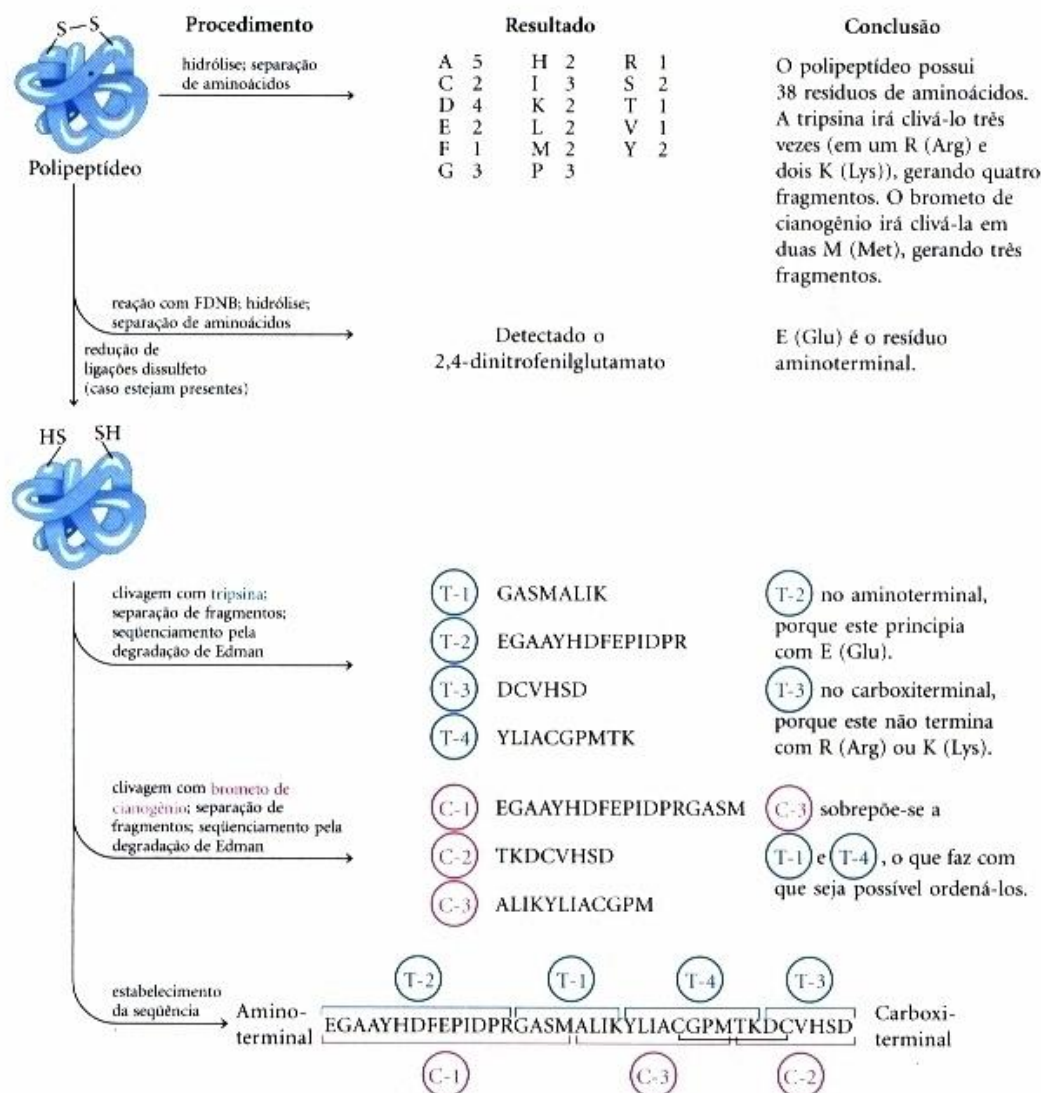 S–S
Procedimento
Resultado
Conclusão
hidrólise; separação
de aminoácidos
Polipeptídeo
A 5 H 2 R 1
C 2 I 3 S 2
D 4 K 2 T 1
E 2 L 2 V 1
F 1 M 2 Y 2
G 3 P 3
O polipeptídeo possui
38 resíduos de aminoácidos.
A tripsina irá clivá-lo três
vezes (em um R (Arg) e
dois K (Lys)), gerando quatro
fragmentos. O brometo de
cianogênio irá clivá-la em
duas M (Met), gerando três
fragmentos.
reação com FDNB; hidrólise;
separação de aminoácidos
Detectado o
2,4-dinitrofenilglutamato
E (Glu) é o resíduo
aminoterminal.
redução de
ligações dissulfeto
(caso estejam presentes)
HS SH
clivagem com tripsina;
separação de fragmentos;
seqüenciamento pela
degradação de Edman
T-1 GASMALIK
T-2 EGAAYHDFEPIDPR
T-3 DCVHSD
T-4 YLIACGPMTK
T-2 no aminoterminal,
porque este principia
com E (Glu).
T-3 no carboxiterminal,
porque este não termina
com R (Arg) ou K (Lys).
clivagem com brometo de
cianogênio; separação de
fragmentos; seqüenciamento pela
degradação de Edman
C-1 EGAAYHDFEPIDPRGASM
C-2 TKDCVHSD
C-3 ALIKYLIACGPM
C-3 sobrepõe-se a
T-1 e T-4, o que faz com
que seja possível ordená-los.
estabelecimento
da seqüência
T-2 T-1 T-4 T-3
Amino-
terminal
EGAAYHDFEPIDPRGASMALIKYLIACGPMTKDCVHSD
Carboxi-
terminal
C-1 C-3 C-2